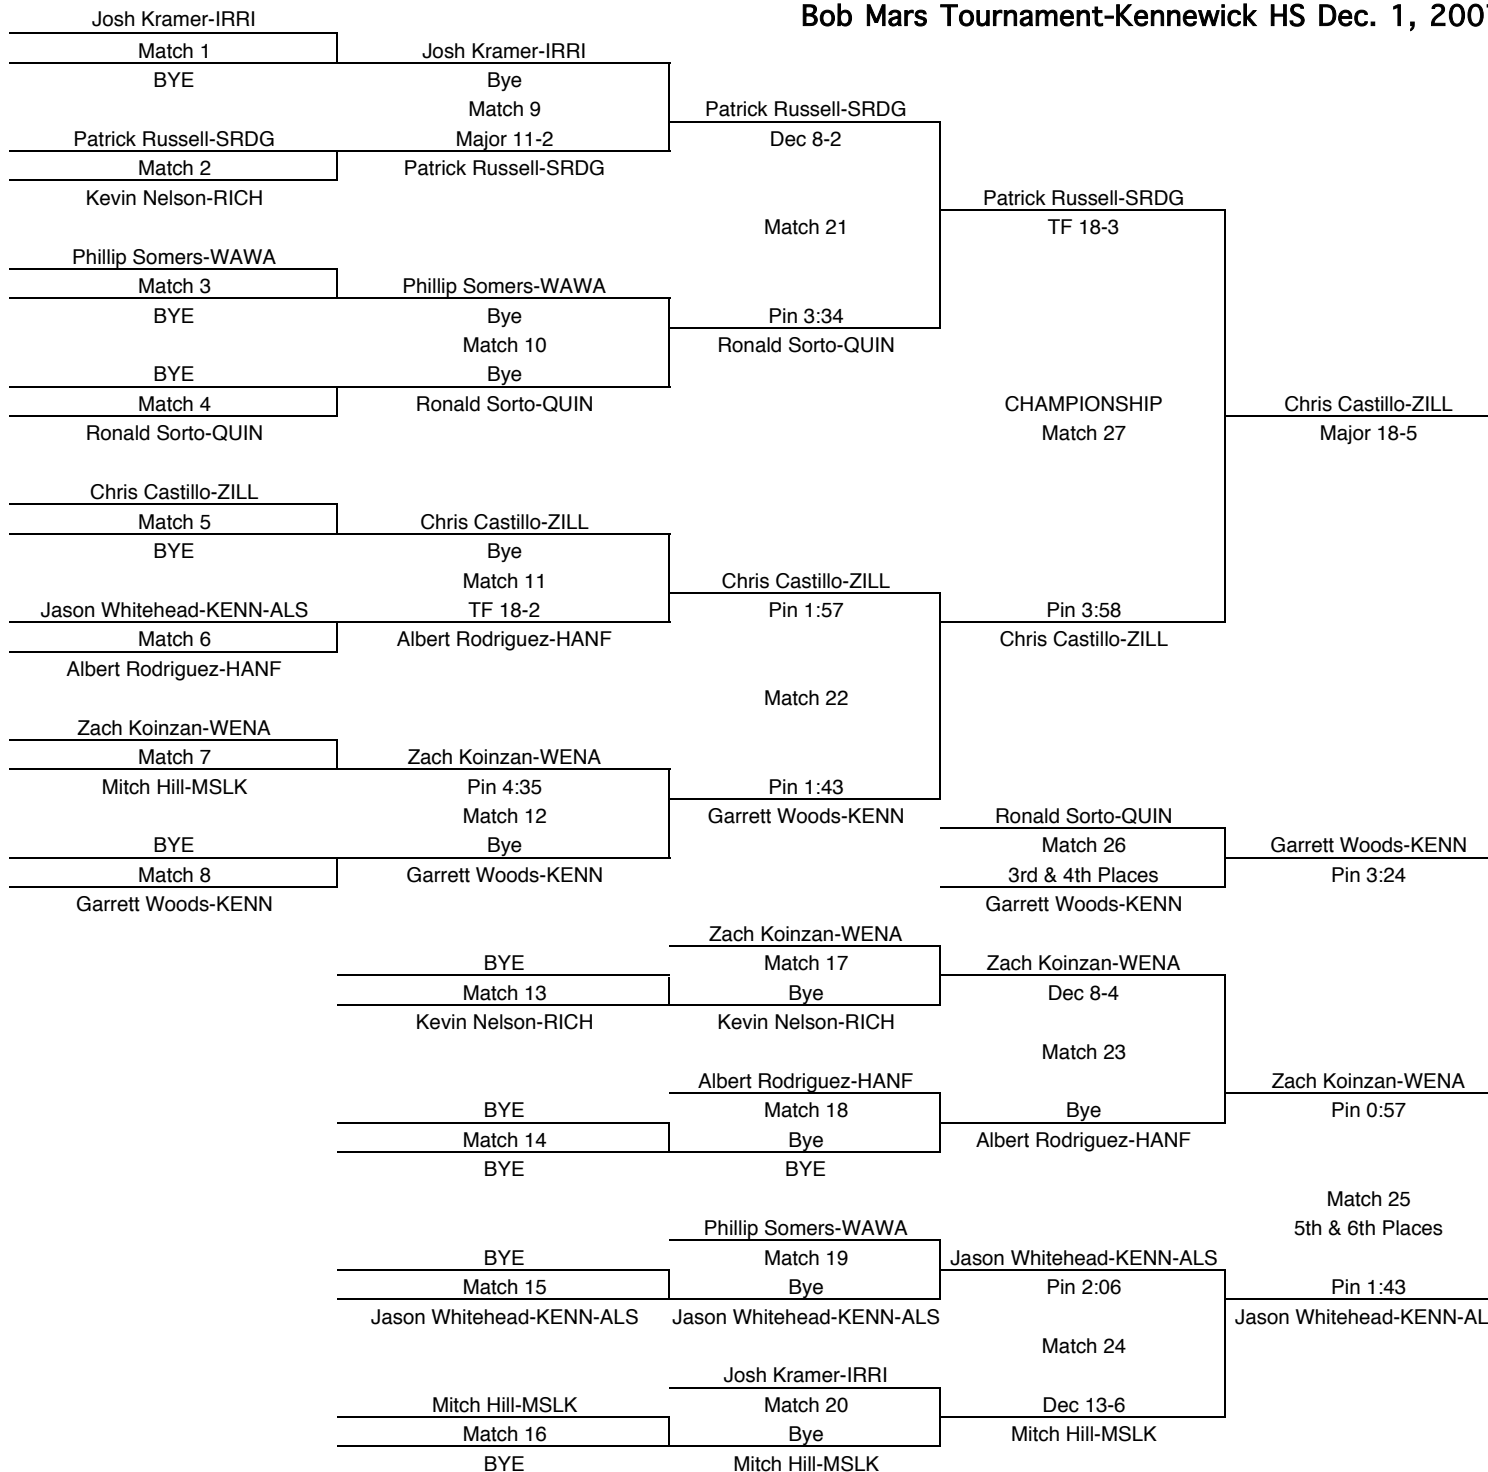 Bob Mars Tournament-Kennewick HS Dec. 1, 2007
Josh Kramer-IRRI
Match 1
BYE
Patrick Russell-SRDG
Match 2
Kevin Nelson-RICH
Phillip Somers-WAWA
Match 3
BYE
BYE
Match 4
Ronald Sorto-QUIN
Chris Castillo-ZILL
Match 5
BYE
Jason Whitehead-KENN-ALS
Match 6
Albert Rodriguez-HANF
Zach Koinzan-WENA
Match 7
Mitch Hill-MSLK
BYE
Match 8
Garrett Woods-KENN
Josh Kramer-IRRI
Bye
Match 9
Major 11-2
Patrick Russell-SRDG
Phillip Somers-WAWA
Bye
Match 10
Bye
Ronald Sorto-QUIN
Chris Castillo-ZILL
Bye
Match 11
TF 18-2
Albert Rodriguez-HANF
Zach Koinzan-WENA
Pin 4:35
Match 12
Bye
Garrett Woods-KENN
Patrick Russell-SRDG
Dec 8-2
Match 21
Pin 3:34
Ronald Sorto-QUIN
Chris Castillo-ZILL
Pin 1:57
Match 22
Pin 1:43
Garrett Woods-KENN
Patrick Russell-SRDG
TF 18-3
CHAMPIONSHIP
Match 27
Pin 3:58
Chris Castillo-ZILL
Chris Castillo-ZILL
Major 18-5
Ronald Sorto-QUIN
Match 26
3rd & 4th Places
Garrett Woods-KENN
Garrett Woods-KENN
Pin 3:24
BYE
Match 13
Kevin Nelson-RICH
BYE
Match 14
BYE
BYE
Match 15
Jason Whitehead-KENN-ALS
Mitch Hill-MSLK
Match 16
BYE
Zach Koinzan-WENA
Match 17
Bye
Kevin Nelson-RICH
Albert Rodriguez-HANF
Match 18
Bye
BYE
Phillip Somers-WAWA
Match 19
Bye
Jason Whitehead-KENN-ALS
Josh Kramer-IRRI
Match 20
Bye
Mitch Hill-MSLK
Zach Koinzan-WENA
Dec 8-4
Match 23
Bye
Albert Rodriguez-HANF
Jason Whitehead-KENN-ALS
Pin 2:06
Match 24
Dec 13-6
Mitch Hill-MSLK
Zach Koinzan-WENA
Pin 0:57
Match 25
5th & 6th Places
Pin 1:43
Jason Whitehead-KENN-AL